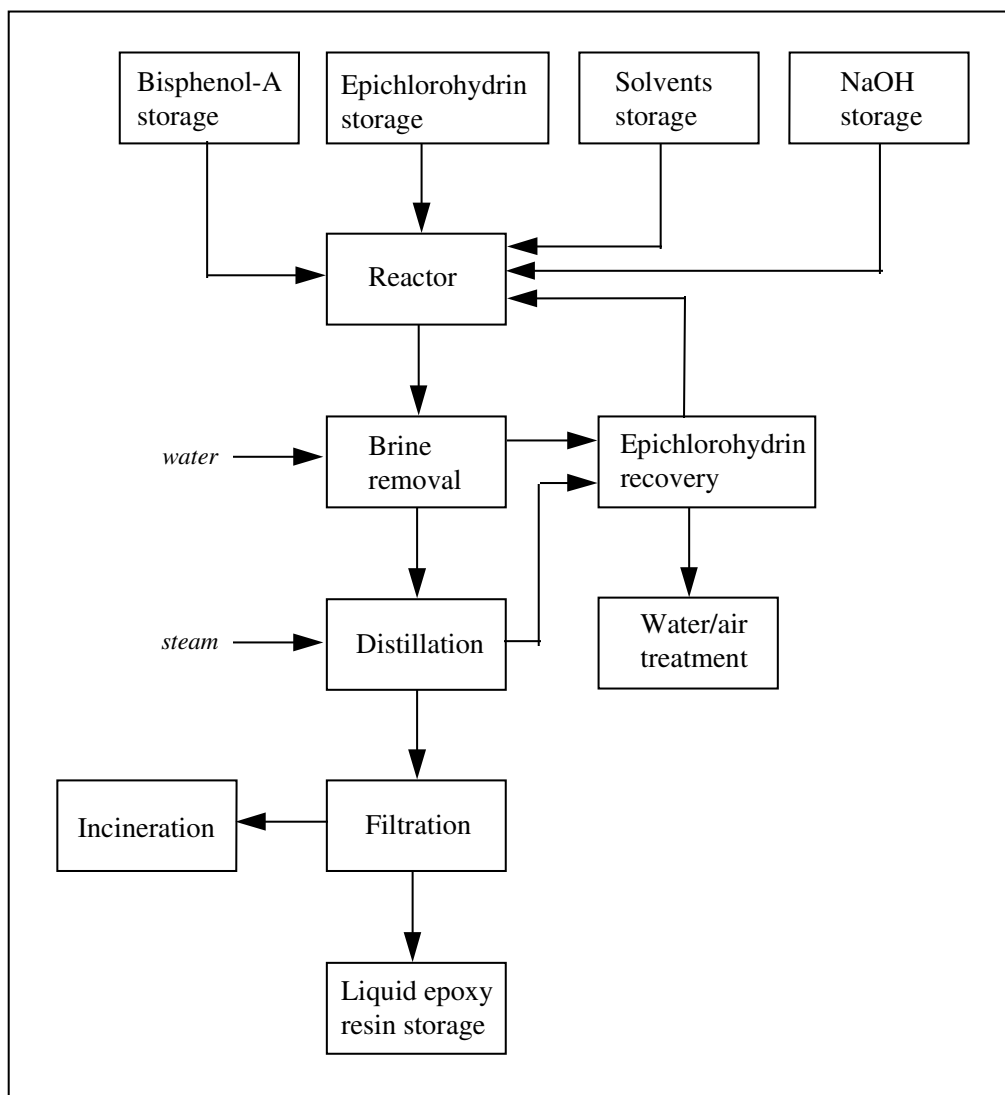 Bisphenol-A
storage
Epichlorohydrin
storage
Solvents
storage
NaOH
storage
Reactor
water
Brine
removal
Epichlorohydrin
recovery
steam
Distillation
Water/air
treatment
Incineration
Filtration
Liquid epoxy
resin storage